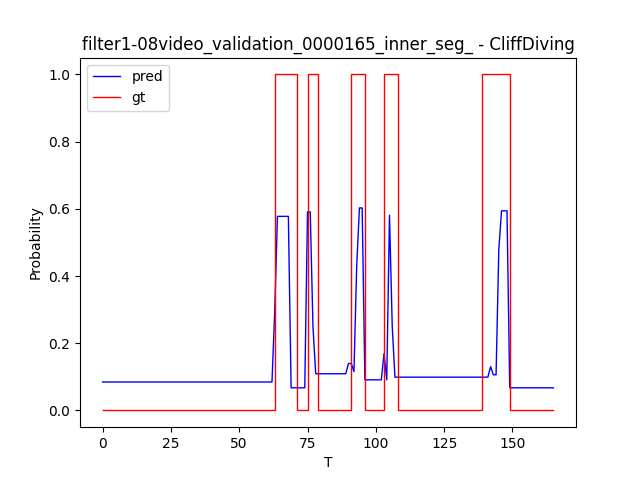 filter1-08video_validation_0000165_inner_seg_ - CliffDiving
pred
gt
1.0
0.8
0.6
0.4
0.2
0.0
Probability
0
25
50
75
100
125
150
T